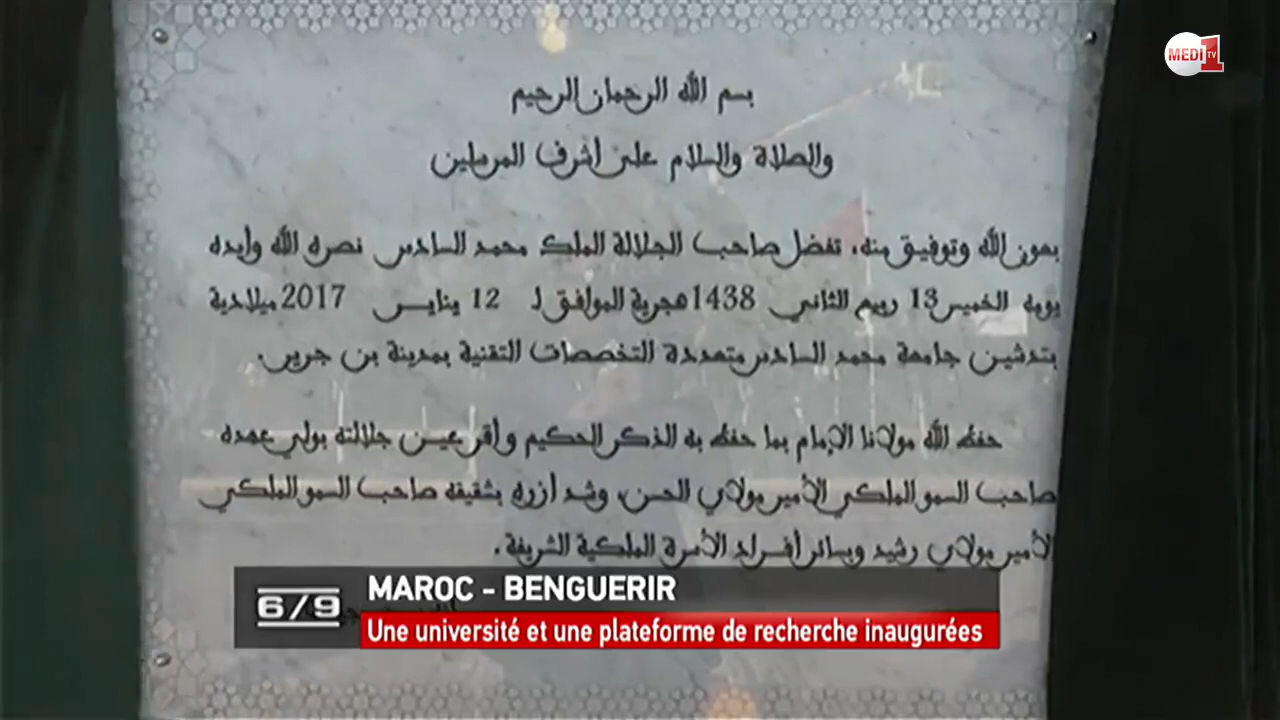 MEDI 1 TV
بسم الله الرحمان الرحيم
والصلاة والسلام على أشرف المرسلين
بعون الله وتوفيق منه، تفضل صاحب الجلالة الملك محمد السادس نصره الله وأيده
يومه الخميس 13 ربيع الثاني 1438 هجرية الموافق لـ 12 يناير 2017 ميلادية
بتدشين جامعة محمد السادس متعددة التخصصات التقنية بمدينة بن جرير.
حفظ الله مولانا الإمام بما حفظ به الذكر الحكيم وأقر عين جلالته بولي عهده
صاحب السمو الملكي الأمير مولاي الحسن، وشد أزره بشقيقه صاحب السمو الملكي
الأمير مولاي رشيد وبسائر أفراد الأسرة الملكية الشريفة.
6/9
MAROC - BENGUERIR
Une université et une plateforme de recherche inaugurées